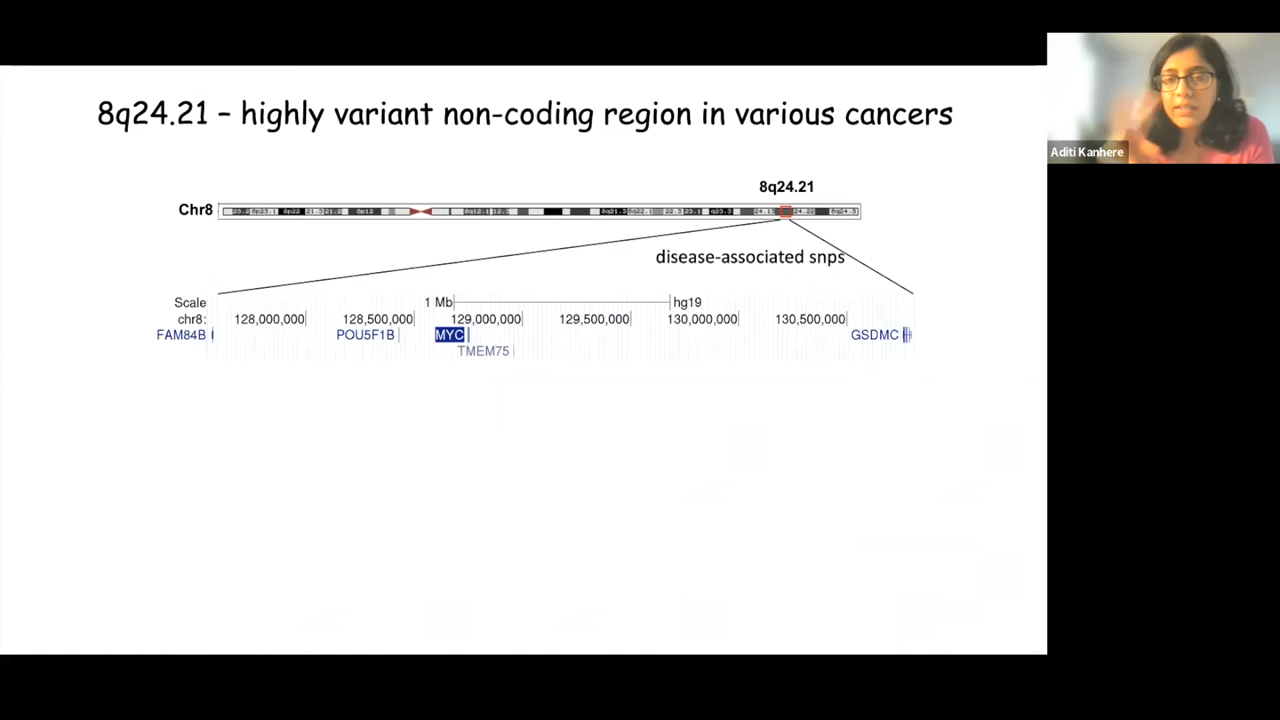 8q24.21 – highly variant non-coding region in various cancers
Aditi Kanhere
8q24.21
Chr8
disease-associated snps
Scale 1 Mb hg19
chr8: 128,000,000 128,500,000 129,000,000 129,500,000 130,000,000 130,500,000
FAM84B POU5F1B MYC GSDMC
TMEM75